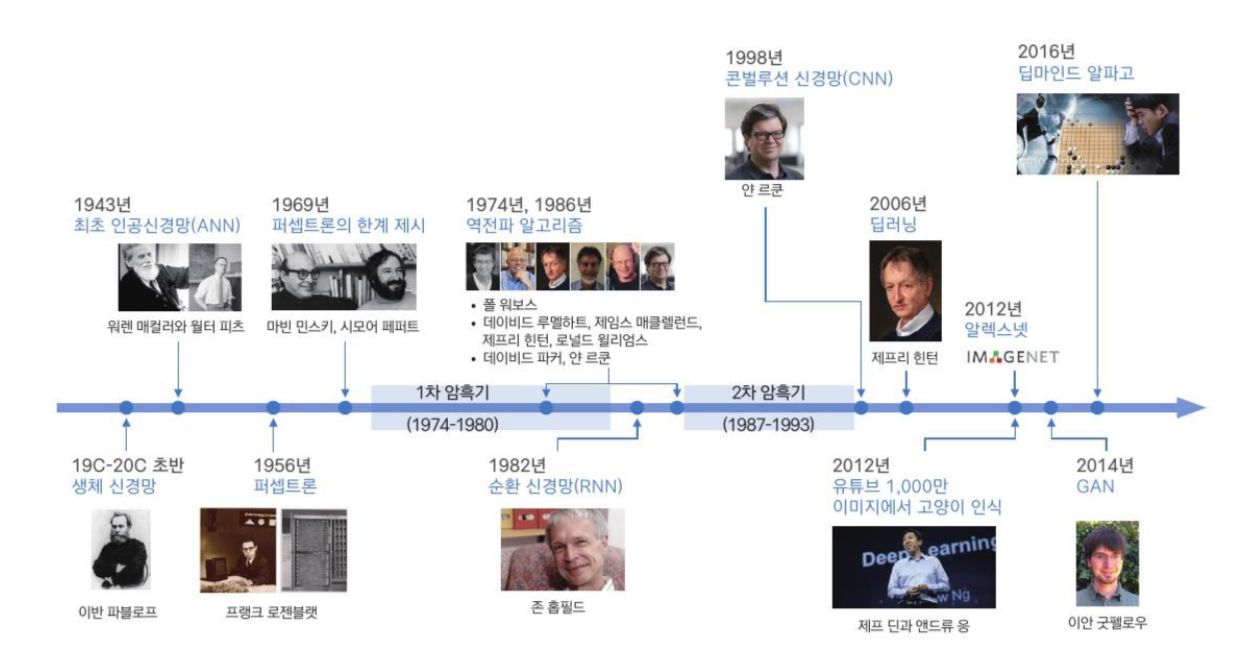 1998년
콘벌루션 신경망(CNN)
얀 르쿤
2016년
딥마인드 알파고
1943년
최초 인공신경망(ANN)
워렌 매컬러와 월터 피츠
1969년
퍼셉트론의 한계 제시
마빈 민스키, 시모어 페퍼트
1974년, 1986년
역전파 알고리즘
• 폴 워보스
• 데이비드 루멜하트, 제임스 매클렐런드,
제프리 힌턴, 로널드 윌리엄스
• 데이비드 파커, 얀 르쿤
2006년
딥러닝
제프리 힌턴
2012년
알렉스넷
IMAGENET
1차 암흑기
(1974-1980)
2차 암흑기
(1987-1993)
19C-20C 초반
생체 신경망
이반 파블로프
1956년
퍼셉트론
프랭크 로젠블랫
1982년
순환 신경망(RNN)
존 홉필드
2012년
유튜브 1,000만
이미지에서 고양이 인식
Deep Learning
w Ng
제프 딘과 앤드류 응
2014년
GAN
이안 굿펠로우